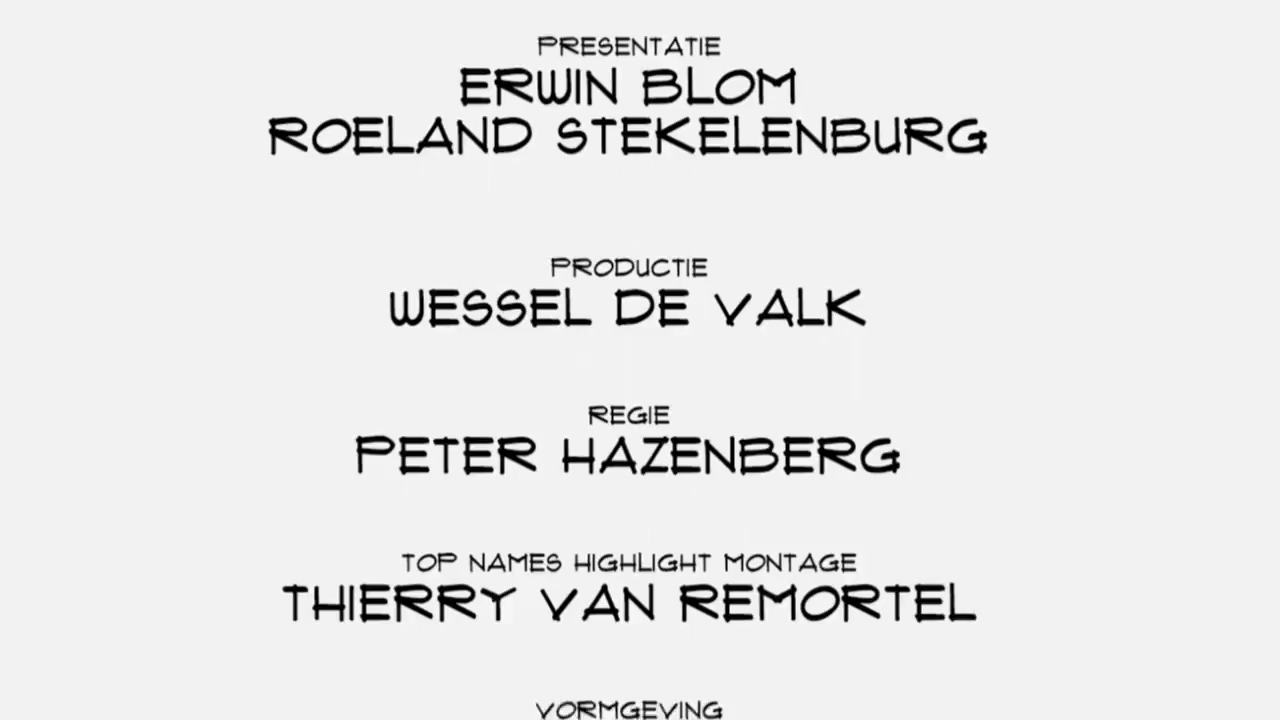 PRESENTATIE
ERWIN BLOM
ROELAND STEKELENBURG
PRODUCTIE
WESSEL DE VALK
REGIE
PETER HAZENBERG
TOP NAMES HIGHLIGHT MONTAGE
THIERRY VAN REMORTEL
VORMGEVING